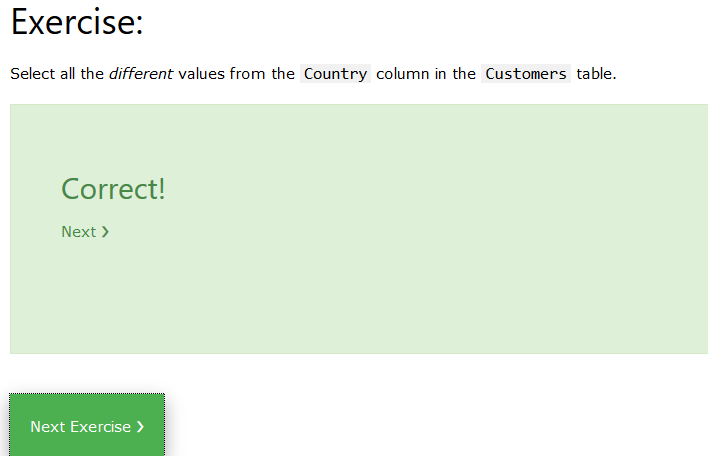 Exercise:
Select all the different values from the Country column in the Customers table.
Correct!
Next ❯
Next Exercise ❯